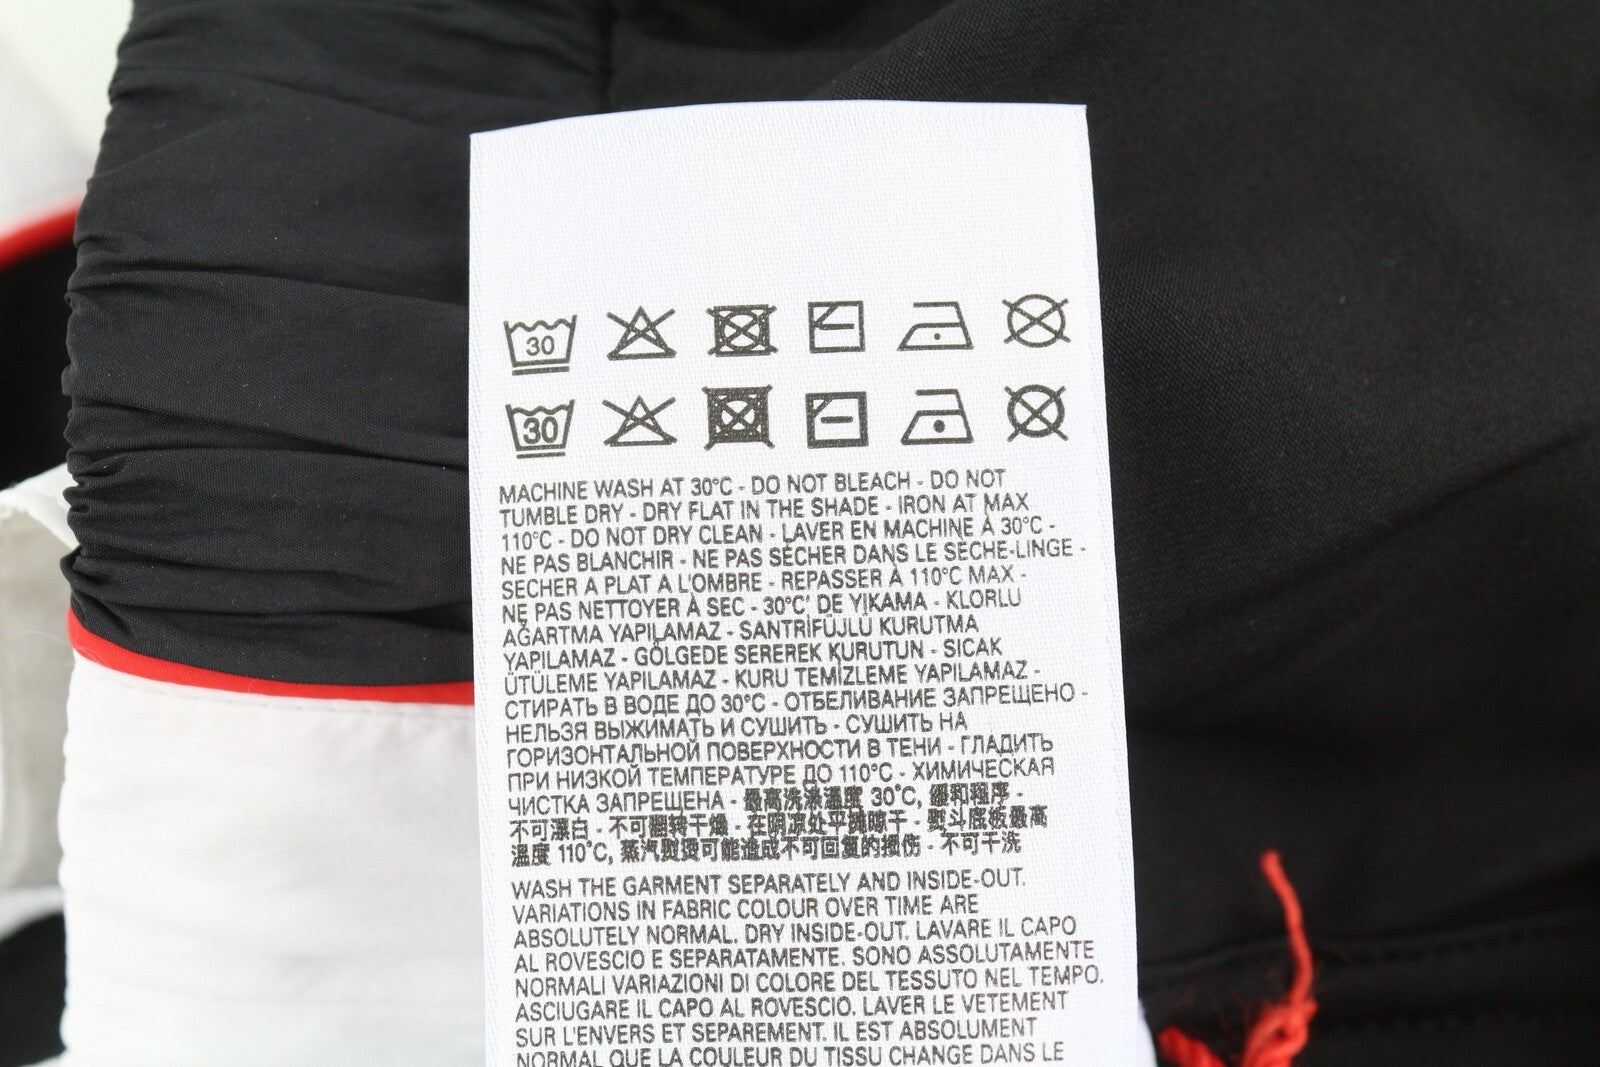 30
30
MACHINE WASH AT 30°C - DO NOT BLEACH - DO NOT
TUMBLE DRY - DRY FLAT IN THE SHADE - IRON AT MAX
110°C - DO NOT DRY CLEAN - LAVER EN MACHINE À 30°C -
NE PAS BLANCHIR - NE PAS SÉCHER DANS LE SÈCHE-LINGE -
SECHER A PLAT A L'OMBRE - REPASSER À 110°C MAX -
NE PAS NETTOYER À SEC - 30°C' DE YIKAMA - KLORLU
AĞARTMA YAPILAMAZ - SANTRİFÜJLU KURUTMA
YAPILAMAZ - GÖLGEDE SEREREK KURUTUN - SICAK
ÜTÜLEME YAPILAMAZ - KURU TEMİZLEME YAPILAMAZ -
СТИРАТЬ В ВОДЕ ДО 30°C - ОТБЕЛИВАНИЕ ЗАПРЕЩЕНО -
НЕЛЬЗЯ ВЫЖИМАТЬ И СУШИТЬ - СУШИТЬ НА
ГОРИЗОНТАЛЬНОЙ ПОВЕРХНОСТИ В ТЕНИ - ГЛАДИТЬ
ПРИ НИЗКОЙ ТЕМПЕРАТУРЕ ДО 110°C - ХИМИЧЕСКАЯ
ЧИСТКА ЗАПРЕЩЕНА - 最高洗涤温度 30°C, 缓和程序 -
不可漂白 - 不可翻转干燥 - 在阴凉处平摊晾干 - 熨斗底板最高
温度 110°C, 蒸汽熨烫可能造成不可回复的损伤 - 不可干洗
WASH THE GARMENT SEPARATELY AND INSIDE-OUT.
VARIATIONS IN FABRIC COLOUR OVER TIME ARE
ABSOLUTELY NORMAL. DRY INSIDE-OUT. LAVARE IL CAPO
AL ROVESCIO E SEPARATAMENTE. SONO ASSOLUTAMENTE
NORMALI VARIAZIONI DI COLORE DEL TESSUTO NEL TEMPO.
ASCIUGARE IL CAPO AL ROVESCIO. LAVER LE VETEMENT
SUR L'ENVERS ET SEPAREMENT. IL EST ABSOLUMENT
NORMAL QUE LA COULEUR DU TISSU CHANGE DANS LE